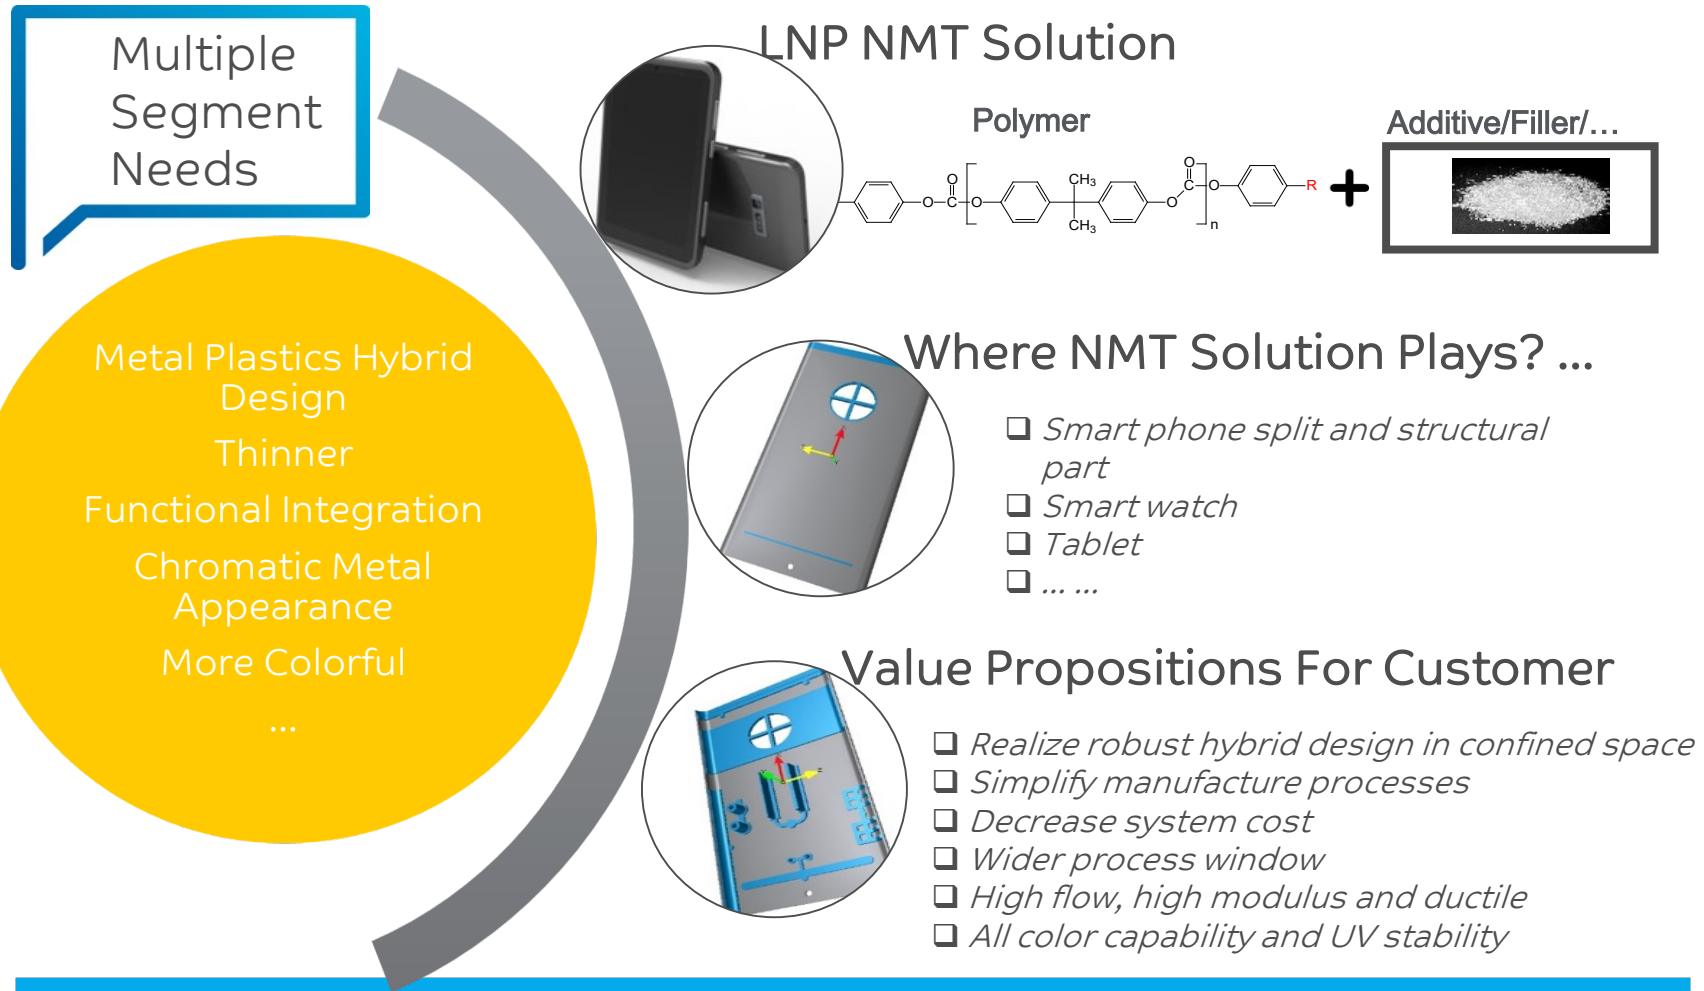 Multiple
Segment
Needs
Metal Plastics Hybrid
Design
Thinner
Functional Integration
Chromatic Metal
Appearance
More Colorful
...
LNP NMT Solution
Polymer
Additive/Filler/...
O
O
C
O
CH3
CH3
O
O
C
O
n
R
+
Where NMT Solution Plays? ...
❑ Smart phone split and structural
part
❑ Smart watch
❑ Tablet
❑ ... ...
Value Propositions For Customer
❑ Realize robust hybrid design in confined space
❑ Simplify manufacture processes
❑ Decrease system cost
❑ Wider process window
❑ High flow, high modulus and ductile
❑ All color capability and UV stability